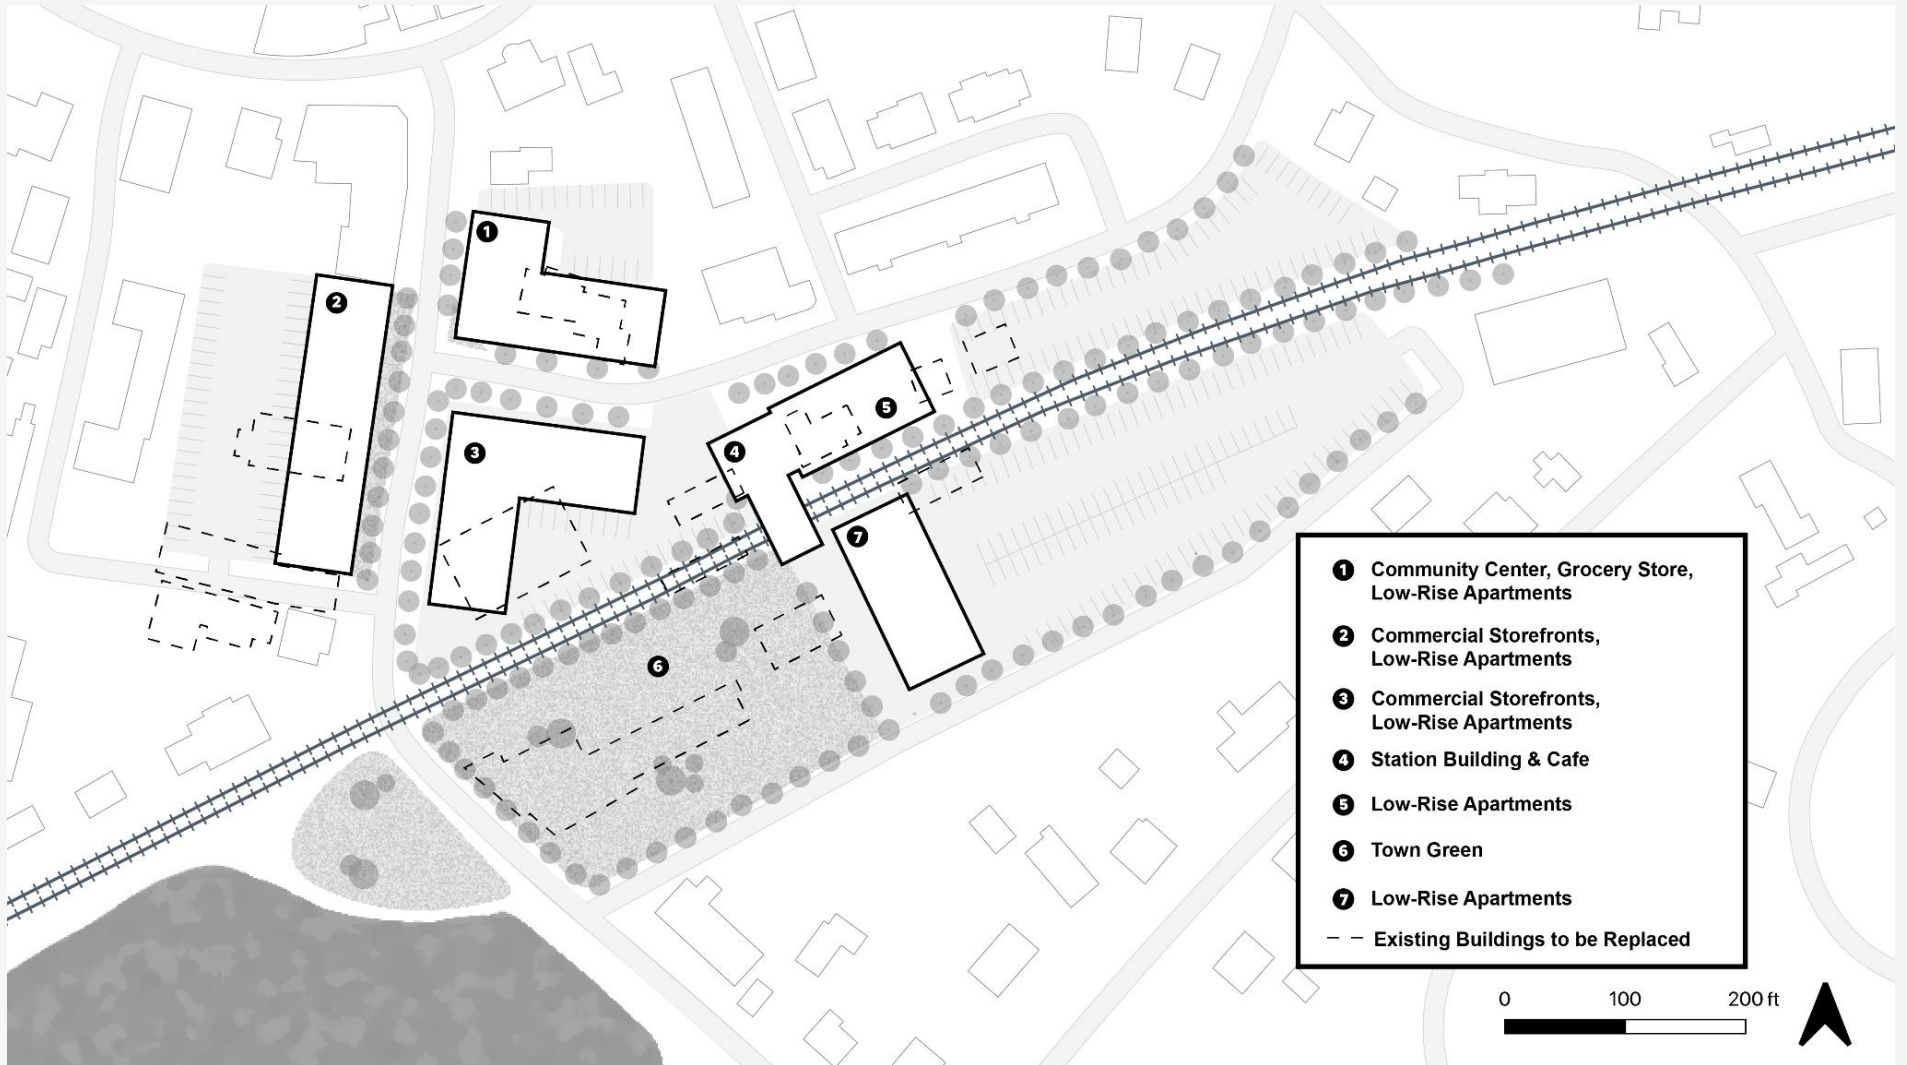 1
2
3
4
5
6
7
1 Community Center, Grocery Store,
Low-Rise Apartments
2 Commercial Storefronts,
Low-Rise Apartments
3 Commercial Storefronts,
Low-Rise Apartments
4 Station Building & Cafe
5 Low-Rise Apartments
6 Town Green
7 Low-Rise Apartments
Existing Buildings to be Replaced
0 100 200 ft